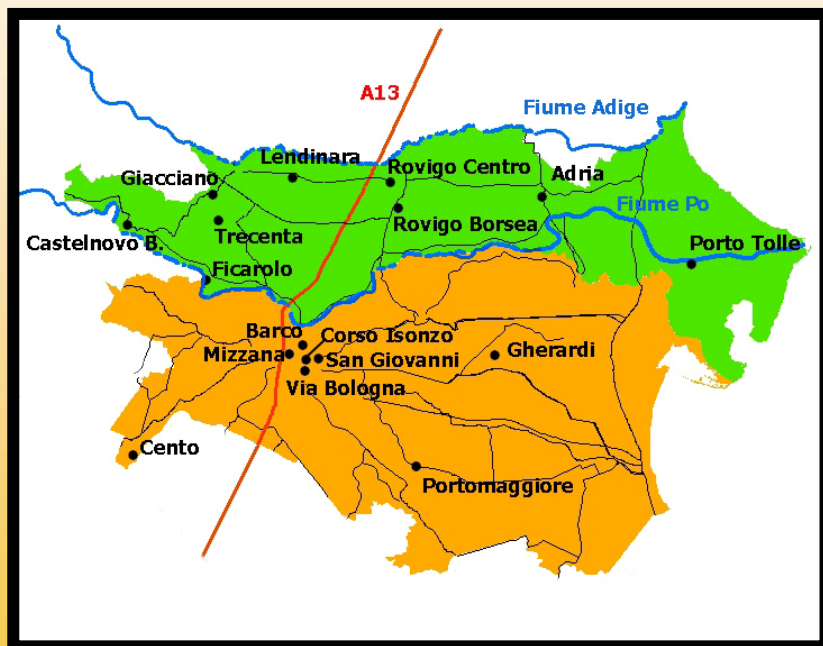 A13
Fiume Adige
Lendinara
Rovigo Centro
Giacciano
Adria
Trecenta
Rovigo Borsea
Fiume Po
Castelnovo B.
Porto Tolle
Ficarolo
Barco
Corso Isonzo
Mizzana
San Giovanni
Gherardi
Via Bologna
Cento
Portomaggiore